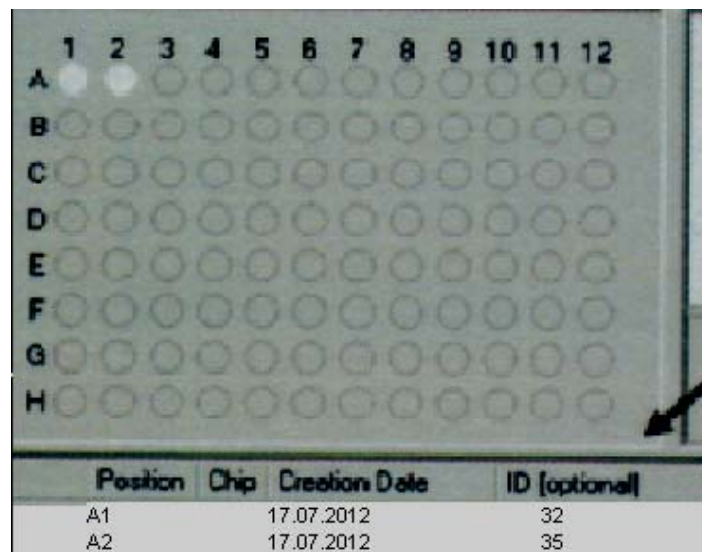 1 2 3 4 5 6 7 8 9 10 11 12
A
B
C
D
E
F
G
H
Position Chip Creation Date ID [optional]
A1 17.07.2012 32
A2 17.07.2012 35